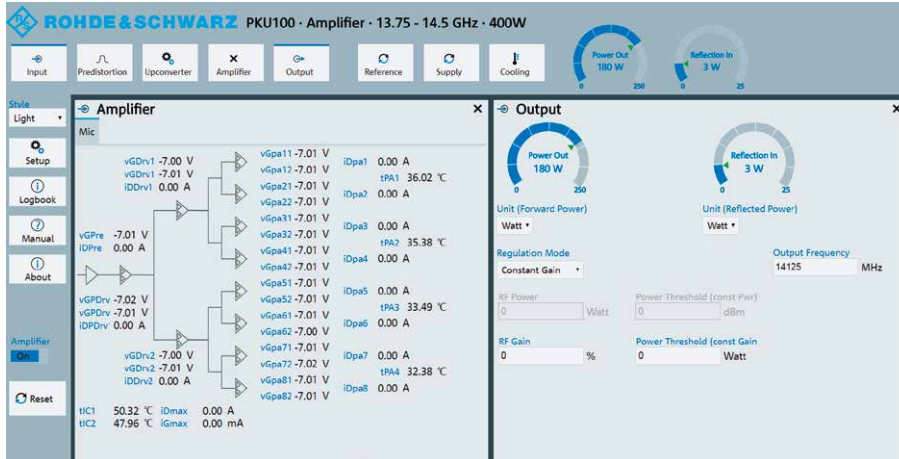 ROHDE & SCHWARZ PKU100 · Amplifier · 13.75 - 14.5 GHz · 400W
Input
Predistortion
Upconverter
Amplifier
Output
Reference
Supply
Cooling
Power Out
180 W
0 250
Reflection In
3 W
0 25
Style
Light
Setup
Logbook
Manual
About
Amplifier
On
Reset
Amplifier
Mic
vGDrv1 -7.00 V
vGDrv1 -7.01 V
iDDrv1 0.00 A
vGPre -7.01 V
iDPre 0.00 A
vGPDrv -7.02 V
vGPDrv -7.01 V
iDPDrv 0.00 A
vGDrv2 -7.00 V
vGDrv2 -7.01 V
iDDrv2 0.00 A
vGpa11 -7.01 V
vGpa12 -7.01 V
vGpa21 -7.01 V
vGpa22 -7.01 V
vGpa31 -7.01 V
vGpa32 -7.01 V
vGpa41 -7.01 V
vGpa42 -7.01 V
vGpa51 -7.01 V
vGpa52 -7.01 V
vGpa61 -7.01 V
vGpa62 -7.00 V
vGpa71 -7.01 V
vGpa72 -7.02 V
vGpa81 -7.01 V
vGpa82 -7.01 V
iDpa1 0.00 A
tPA1 36.02 °C
iDpa2 0.00 A
iDpa3 0.00 A
tPA2 35.38 °C
iDpa4 0.00 A
iDpa5 0.00 A
tPA3 33.49 °C
iDpa6 0.00 A
iDpa7 0.00 A
tPA4 32.38 °C
iDpa8 0.00 A
tIC1 50.32 °C iDmax 0.00 A
tIC2 47.96 °C iGmax 0.00 mA
Output
Power Out
180 W
0 250
Reflection In
3 W
0 25
Unit (Forward Power)
Watt
Unit (Reflected Power)
Watt
Regulation Mode
Constant Gain
Output Frequency
14125 MHz
RF Power
0 Watt
Power Threshold (const Pwr)
0 dBm
RF Gain
0 %
Power Threshold (const Gain
0 Watt